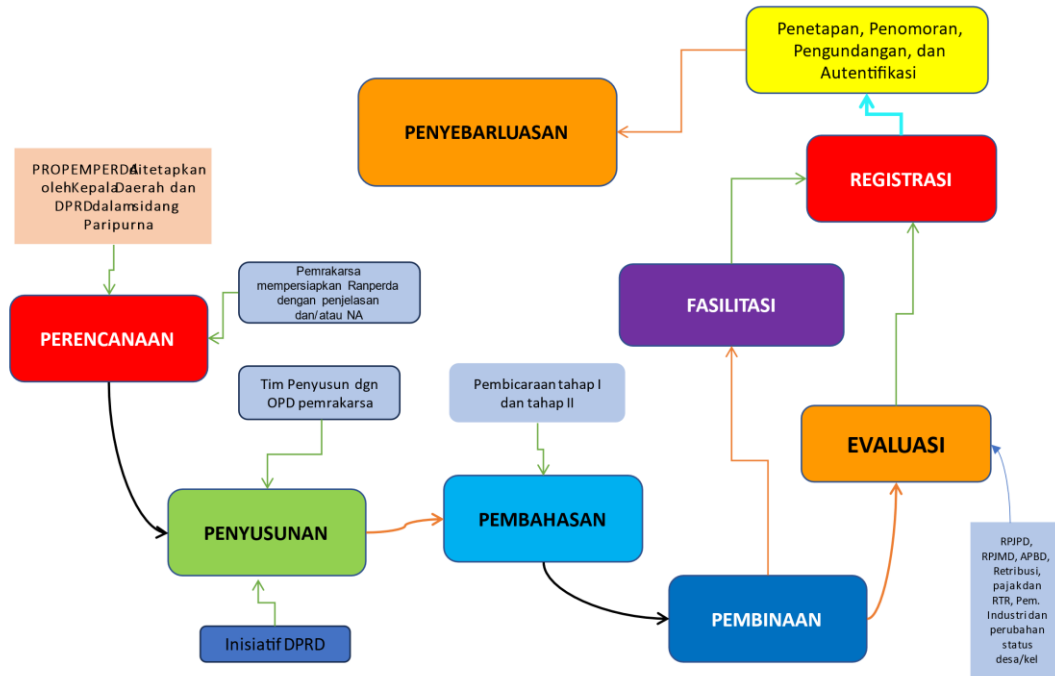 Penetapan, Penomoran,
Pengundangan, dan
Autentifikasi
PENYEBARLUASAN
REGISTRASI
PROPEMPERDA ditetapkan
oleh Kepala Daerah dan
DPRD dalam sidang
Paripurna
Pemrakarsa
mempersiapkan Ranperda
dengan penjelasan
dan/atau NA
FASILITASI
PERENCANAAN
Tim Penyusun dgn
OPD pemrakarsa
Pembicaraan tahap I
dan tahap II
EVALUASI
PENYUSUNAN
PEMBAHASAN
RPJPD,
RPJMD, APBD,
Retribusi,
pajak dan
RTR, Pem.
Industri dan
perubahan
status
desa/kel
PEMBINAAN
Inisiatif DPRD